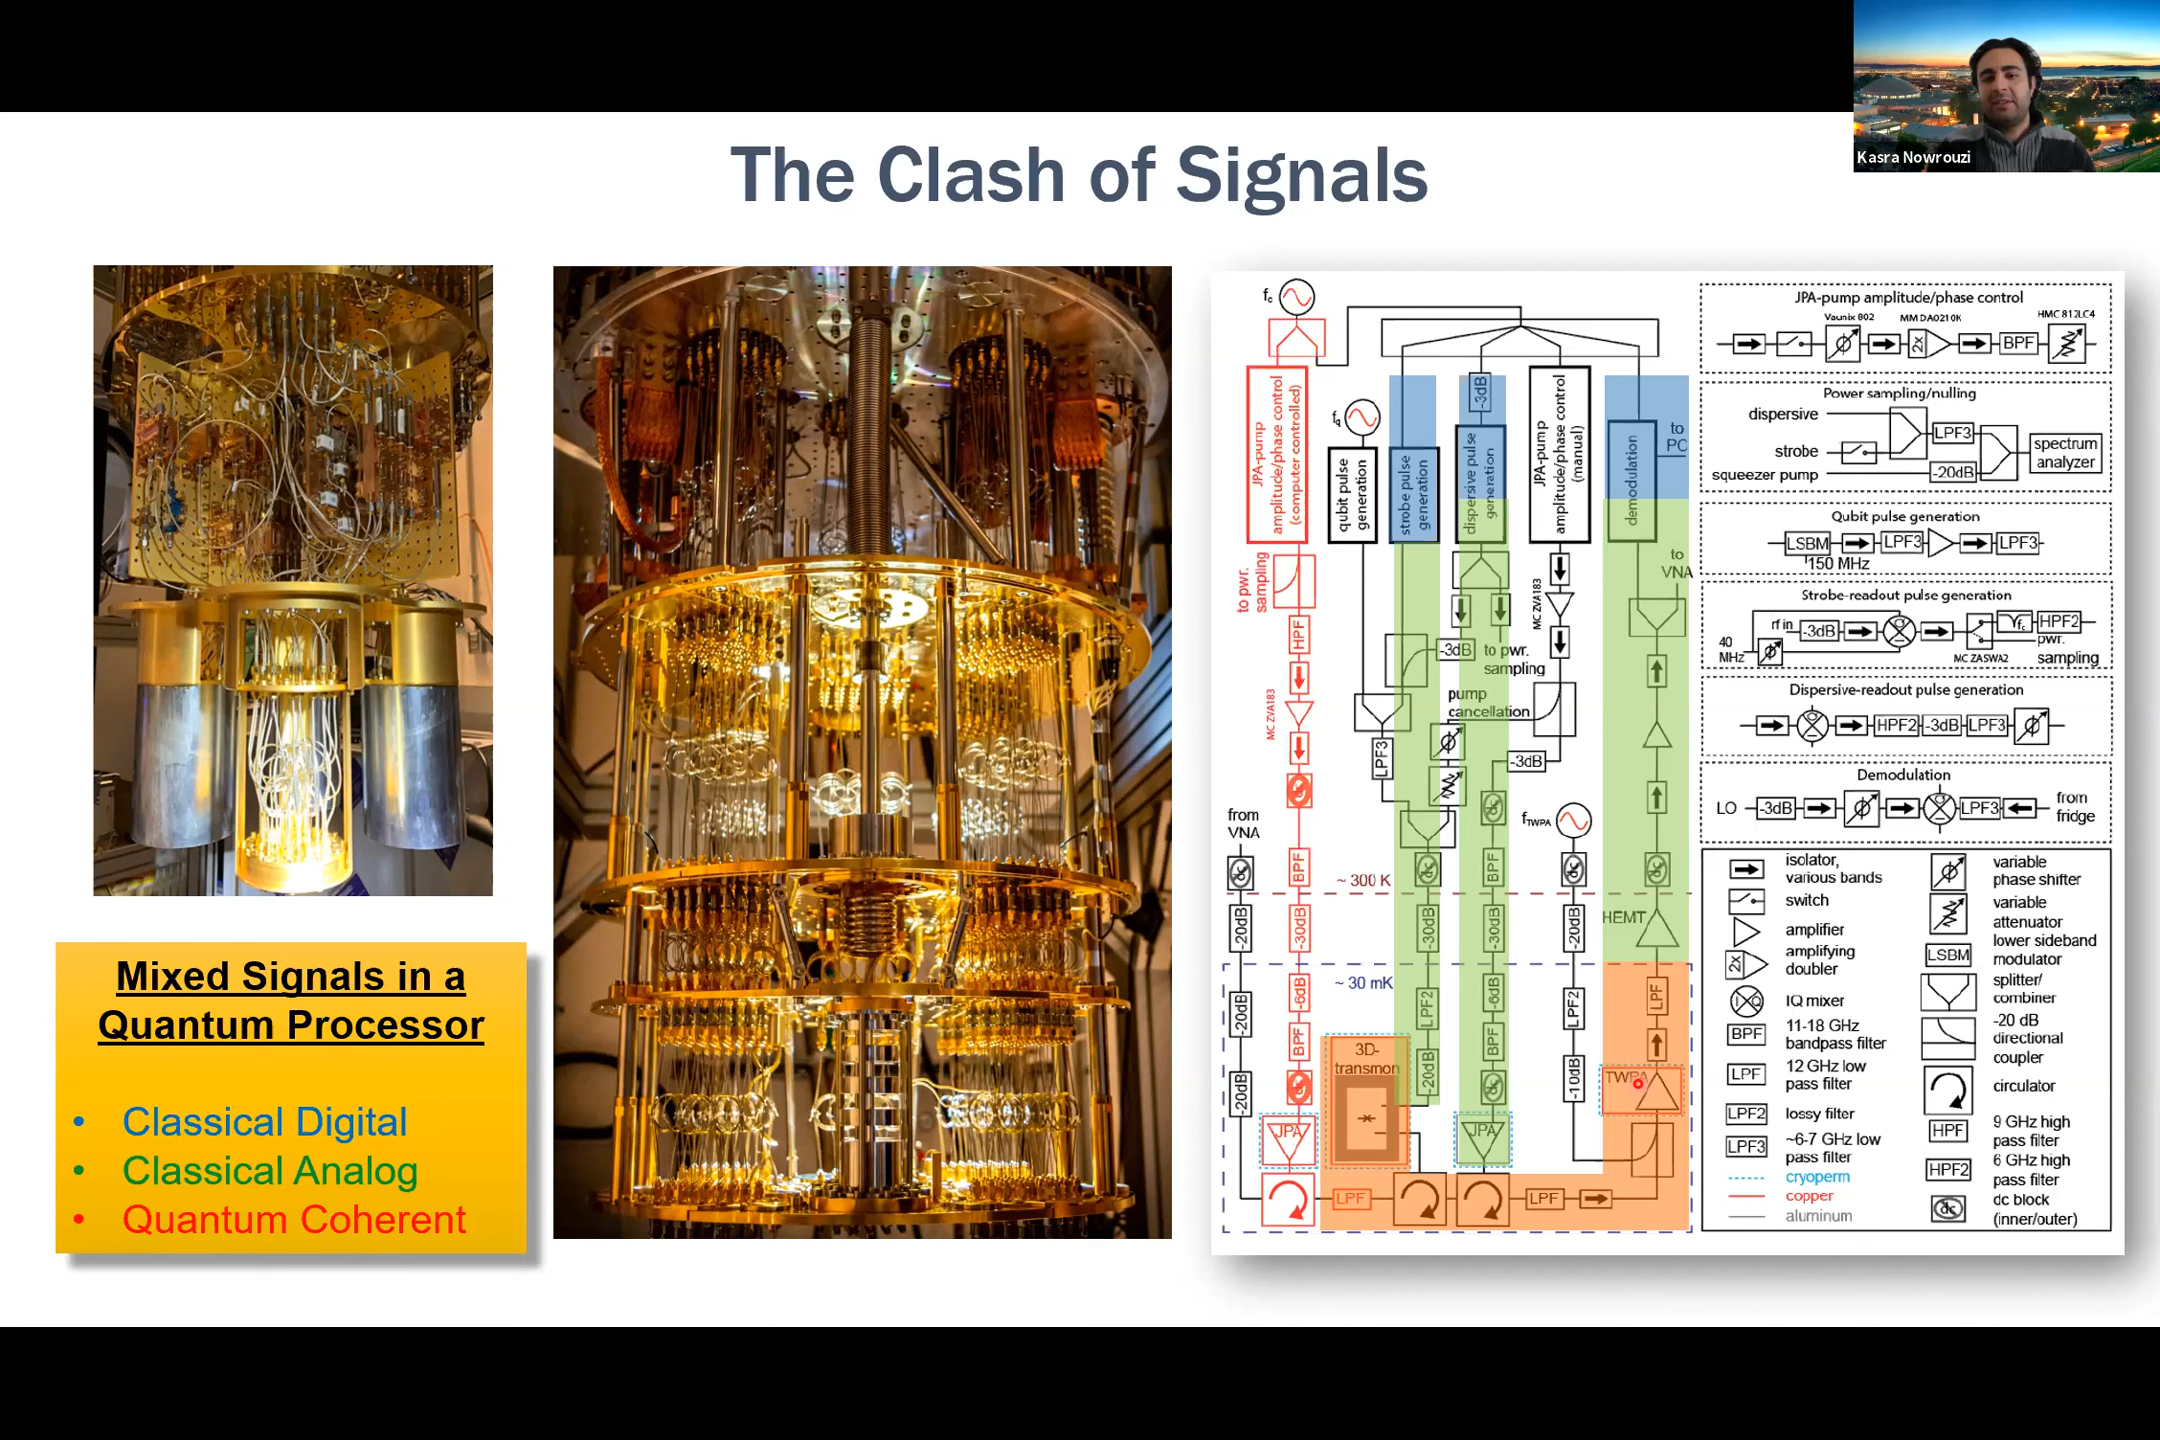 Kasra Nowrouzi
The Clash of Signals
Mixed Signals in a
Quantum Processor
• Classical Digital
• Classical Analog
• Quantum Coherent
fc
JPA-pump
amplitude/phase control
(computer controlled)
fq
qubit pulse
generation
strobe pulse
generation
-3dB
dispersive pulse
generation
JPA-pump
amplitude/phase control
(manual)
demodulation
to
PC
to pwr.
sampling
HPF
MC ZVA183
MC ZVA183
to
VNA
-3dB
to pwr.
sampling
pump
cancellation
LPF3
-3dB
dc
from
VNA
fTWPA
dc
BPF
~ 300 K
dc
BPF
dc
dc
-20dB
-30dB
-30dB
-30dB
-20dB
HEMT
~ 30 mK
-20dB
-6dB
LPF2
-6dB
LPF2
LPF
BPF
3D-
transmon
BPF
-20dB
-20dB
dc
-10dB
TWPA
JPA
JPA
LPF
LPF
JPA-pump amplitude/phase control
Vaunix 802
MM DA0210K
HMC 812LC4
2x
BPF
Power sampling/nulling
dispersive
LPF3
strobe
spectrum
analyzer
squeezer pump
-20dB
Qubit pulse generation
LSBM
LPF3
LPF3
150 MHz
Strobe-readout pulse generation
rf in
-3dB
fc
HPF2
40
MHz
MC ZASWA2
pwr.
sampling
Dispersive-readout pulse generation
HPF2
-3dB
LPF3
Demodulation
LO
-3dB
LPF3
from
fridge
isolator,
various bands
switch
amplifier
2x
amplifying
doubler
IQ mixer
BPF
11-18 GHz
bandpass filter
LPF
12 GHz low
pass filter
LPF2
lossy filter
LPF3
~6-7 GHz low
pass filter
cryoperm
copper
aluminum
variable
phase shifter
variable
attenuator
LSBM
lower sideband
modulator
splitter/
combiner
-20 dB
directional
coupler
circulator
HPF
9 GHz high
pass filter
HPF2
6 GHz high
pass filter
dc
dc block
(inner/outer)